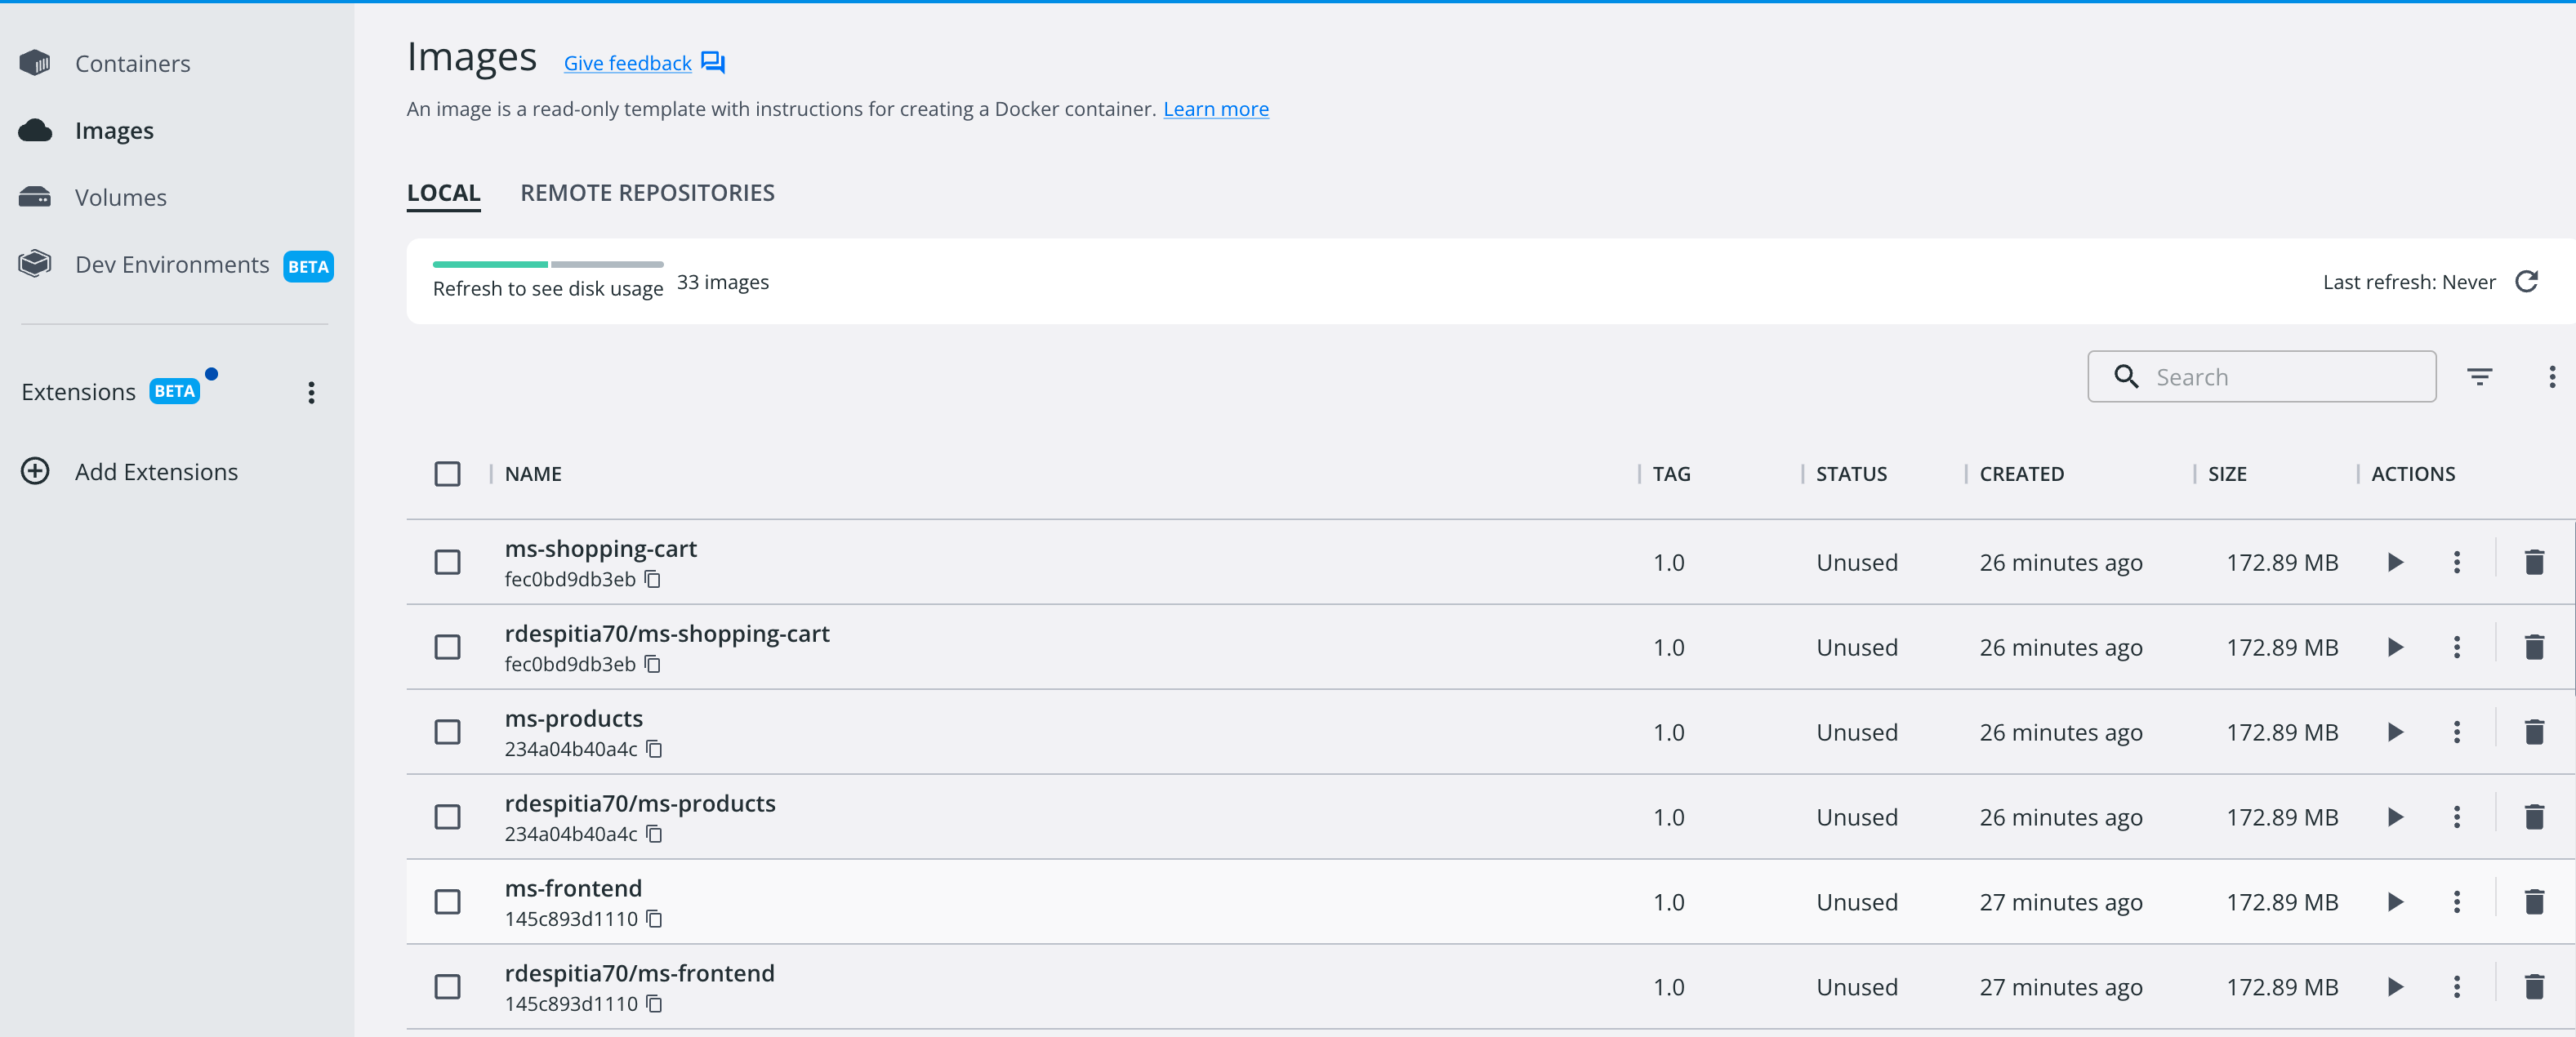 Containers
Images
Volumes
Dev Environments BETA
Extensions BETA
Add Extensions
Images Give feedback
An image is a read-only template with instructions for creating a Docker container. Learn more
LOCAL REMOTE REPOSITORIES
Refresh to see disk usage 33 images Last refresh: Never
Search
NAME TAG STATUS CREATED SIZE ACTIONS
ms-shopping-cart 1.0 Unused 26 minutes ago 172.89 MB
fec0bd9db3eb
rdespitia70/ms-shopping-cart 1.0 Unused 26 minutes ago 172.89 MB
fec0bd9db3eb
ms-products 1.0 Unused 26 minutes ago 172.89 MB
234a04b40a4c
rdespitia70/ms-products 1.0 Unused 26 minutes ago 172.89 MB
234a04b40a4c
ms-frontend 1.0 Unused 27 minutes ago 172.89 MB
145c893d1110
rdespitia70/ms-frontend 1.0 Unused 27 minutes ago 172.89 MB
145c893d1110